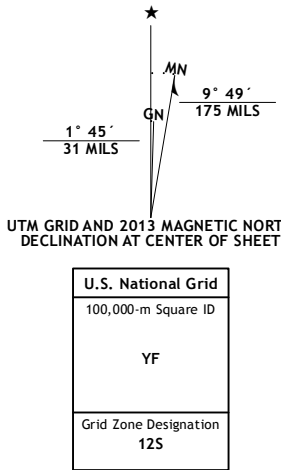 ★
MN
GN
9° 49´
175 MILS
1° 45´
31 MILS
UTM GRID AND 2013 MAGNETIC NORT
DECLINATION AT CENTER OF SHEET
U.S. National Grid
100,000-m Square ID
YF
Grid Zone Designation
12S